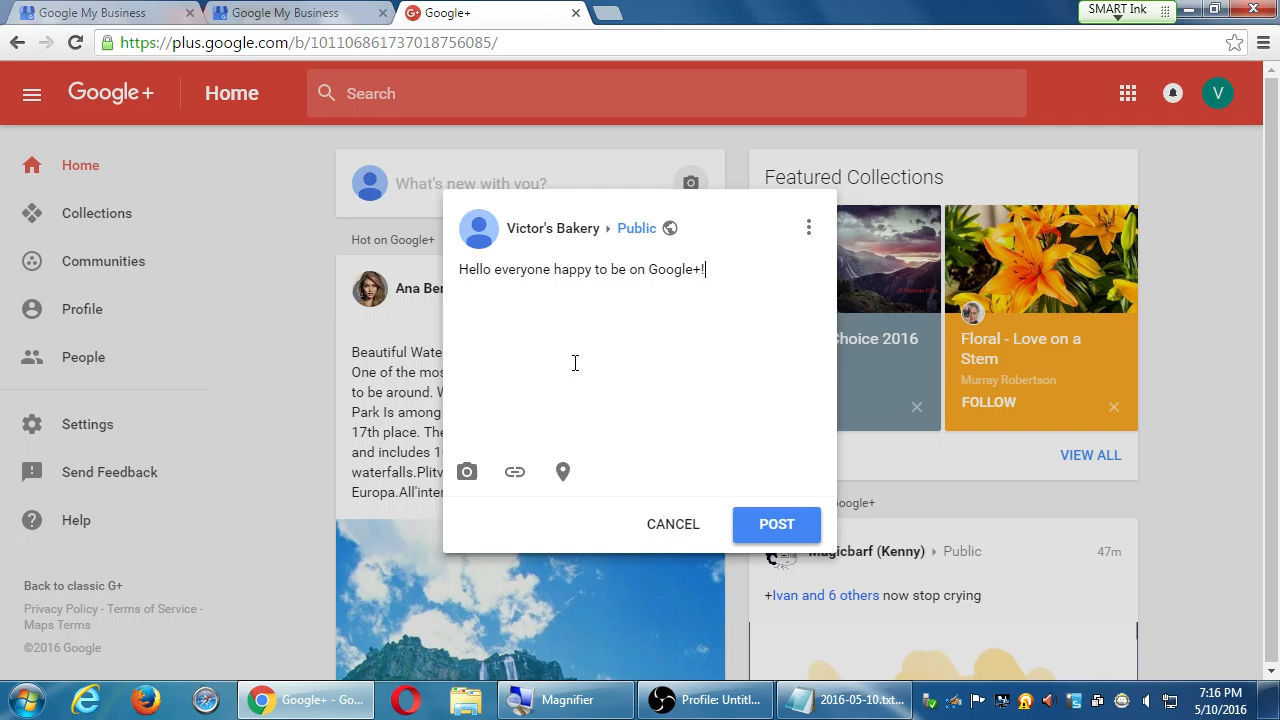 Google My Business
Google My Business
Google+
SMART Ink
https://plus.google.com/b/101106861737018756085/
Google+
Home
Search
V
Home
Collections
Communities
Profile
People
Settings
Send Feedback
Help
Back to classic G+
Privacy Policy - Terms of Service -
Maps Terms
©2016 Google
What's new with you?
Hot on Google+
Ana Ber
Beautiful Wate
One of the mos
to be around. W
Park Is among
17th place. The
and includes 1
waterfalls.Plitv
Europa.All'inter
Victor's Bakery
Public
Hello everyone happy to be on Google+!
CANCEL
POST
Featured Collections
Choice 2016
Floral - Love on a
Stem
Murray Robertson
FOLLOW
VIEW ALL
oogle+
Magicbarf (Kenny)
Public
47m
+Ivan and 6 others now stop crying
Google+ - Go...
Magnifier
Profile: Untitl...
2016-05-10.txt...
7:16 PM
5/10/2016